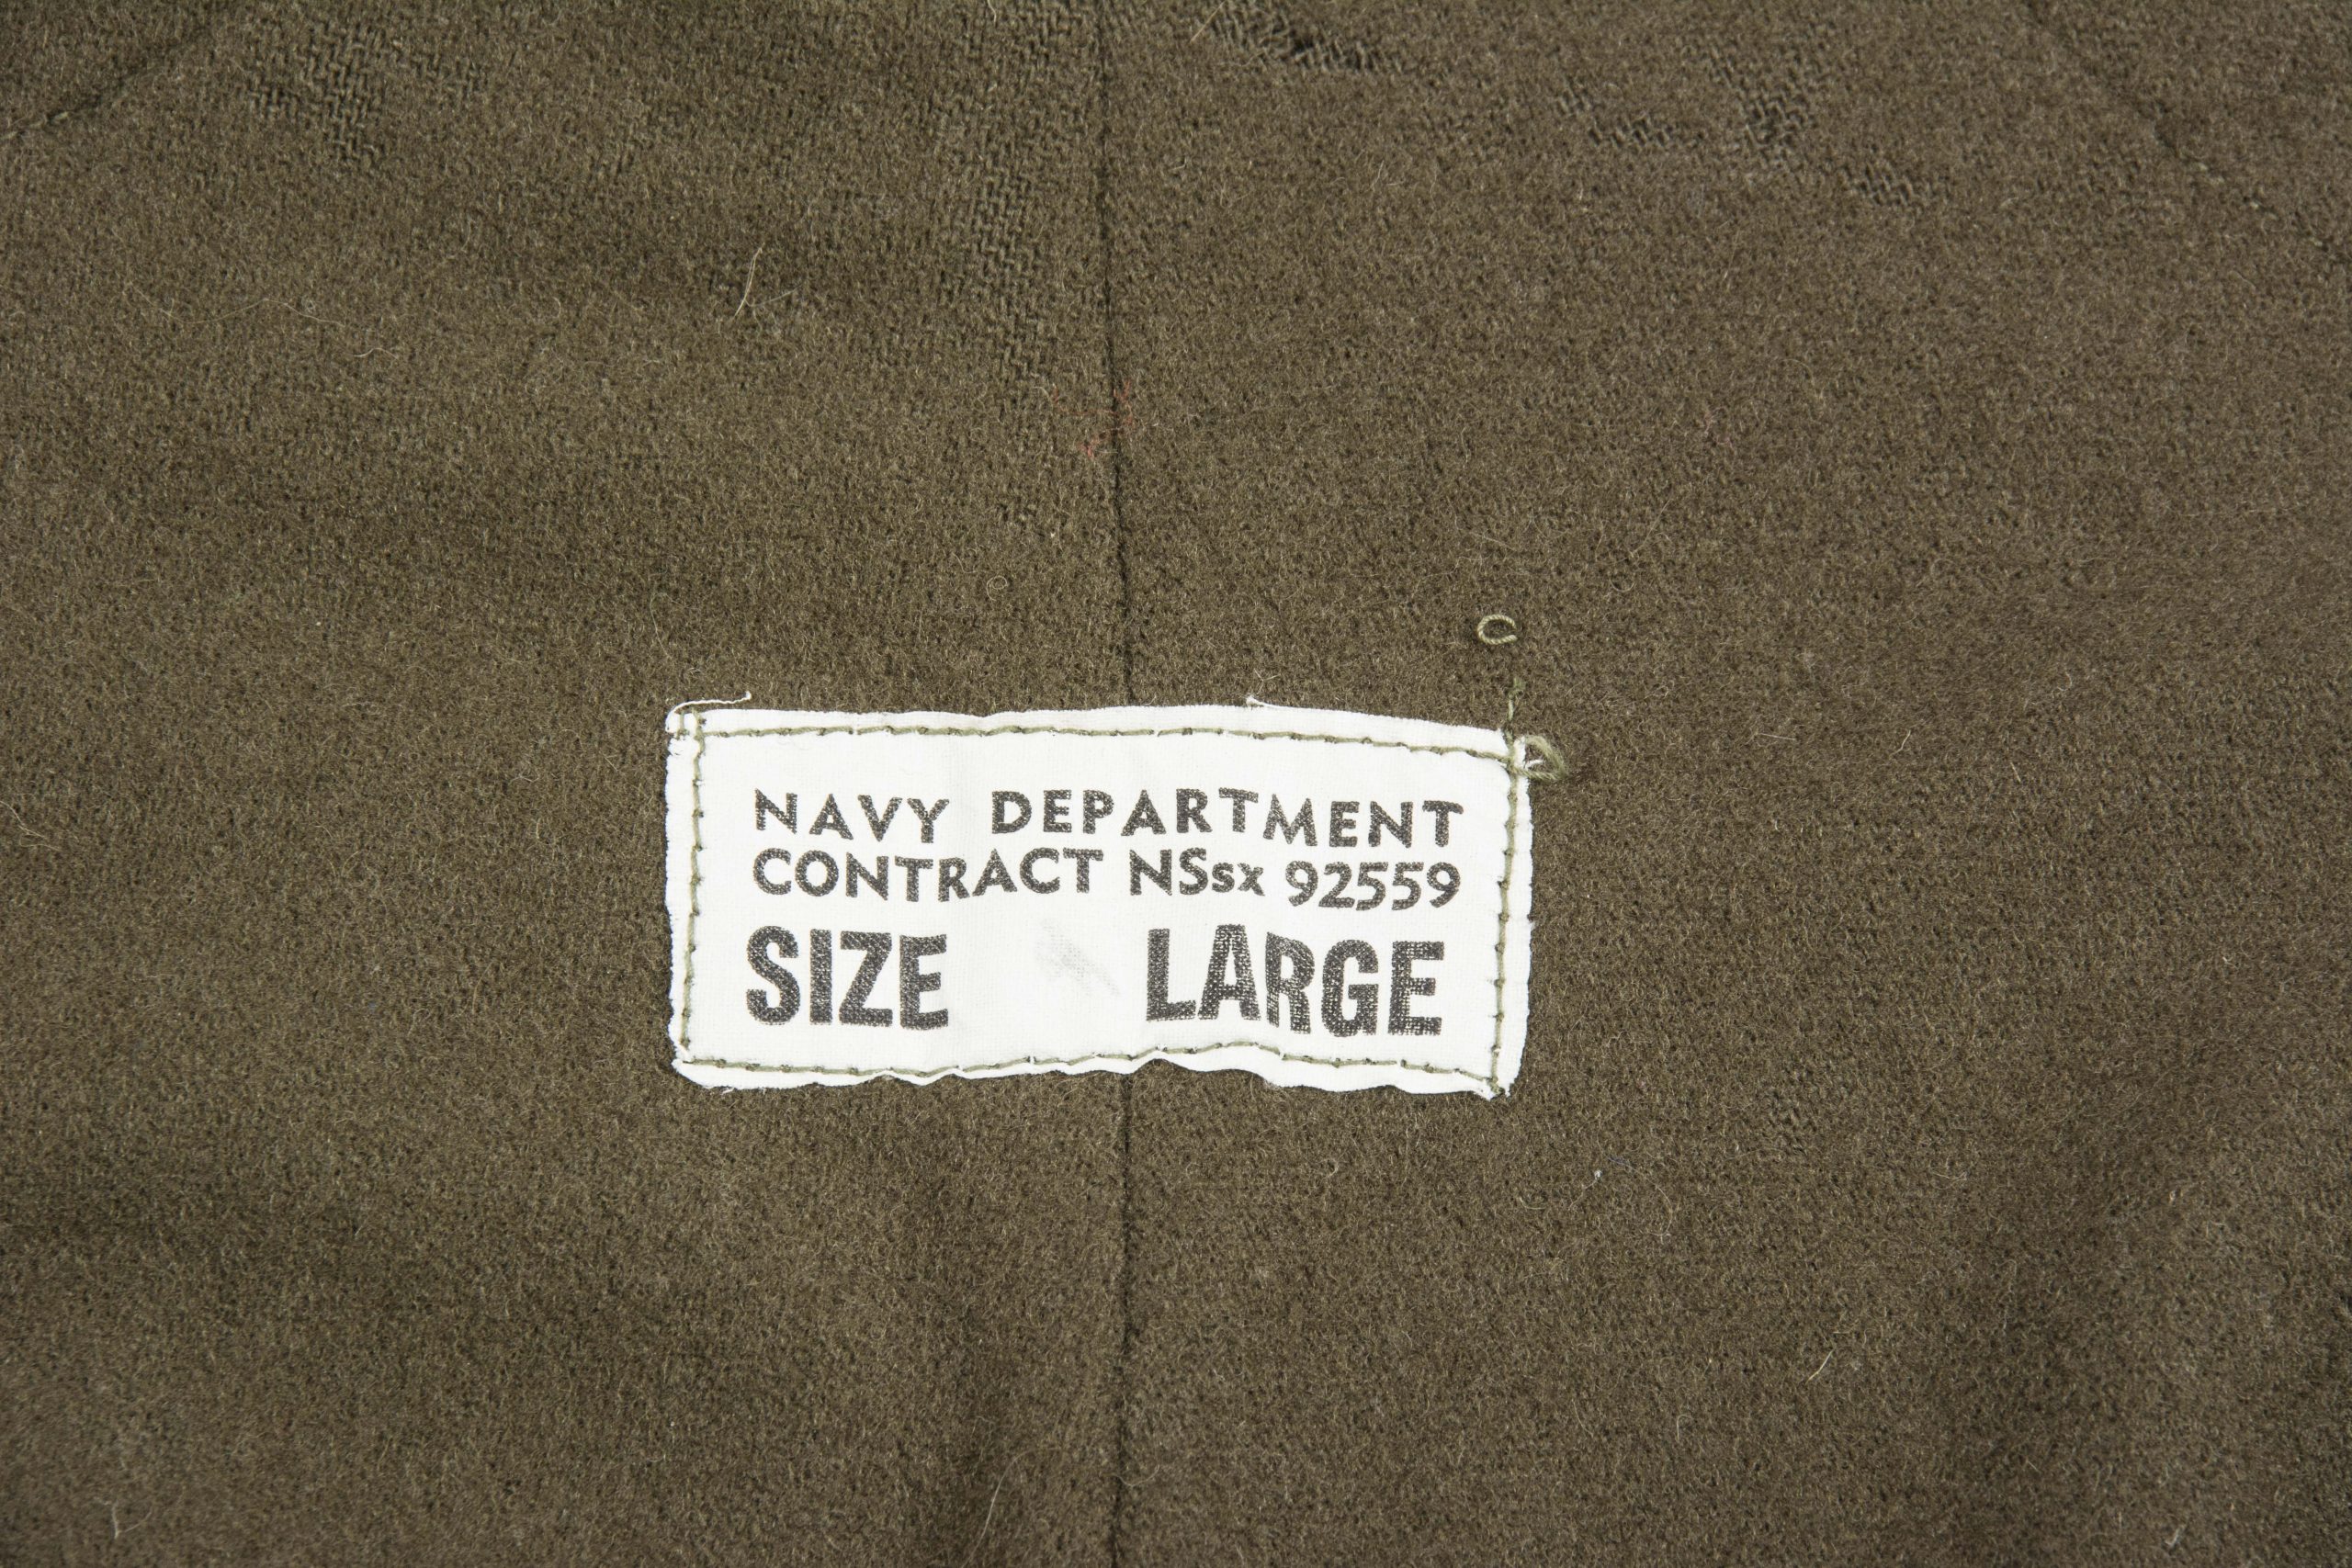 NAVY DEPARTMENT
CONTRACT NSsx 92559
SIZE LARGE